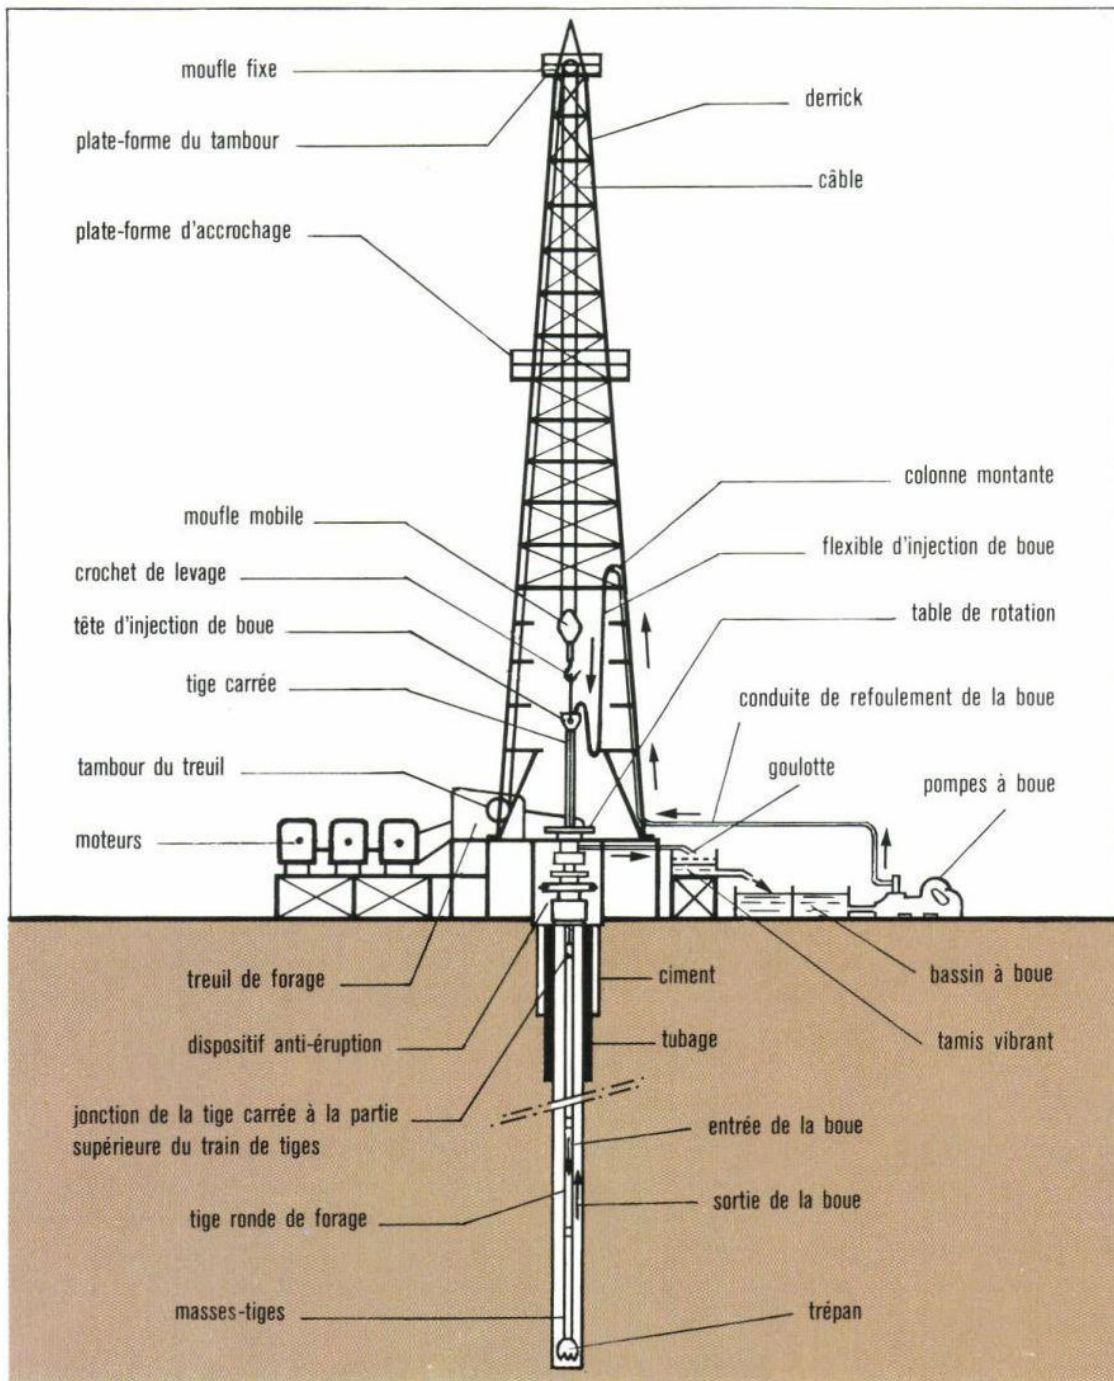 moufle fixe
derrick
plate-forme du tambour
câble
plate-forme d'accrochage
colonne montante
moufle mobile
flexible d'injection de boue
crochet de levage
table de rotation
tête d'injection de boue
tige carrée
conduite de refoulement de la boue
tambour du treuil
goulotte
pompes à boue
moteurs
treuil de forage
ciment
bassin à boue
dispositif anti-éruption
tubage
tamis vibrant
jonction de la tige carrée à la partie
supérieure du train de tiges
entrée de la boue
sortie de la boue
tige ronde de forage
masses-tiges
trépan